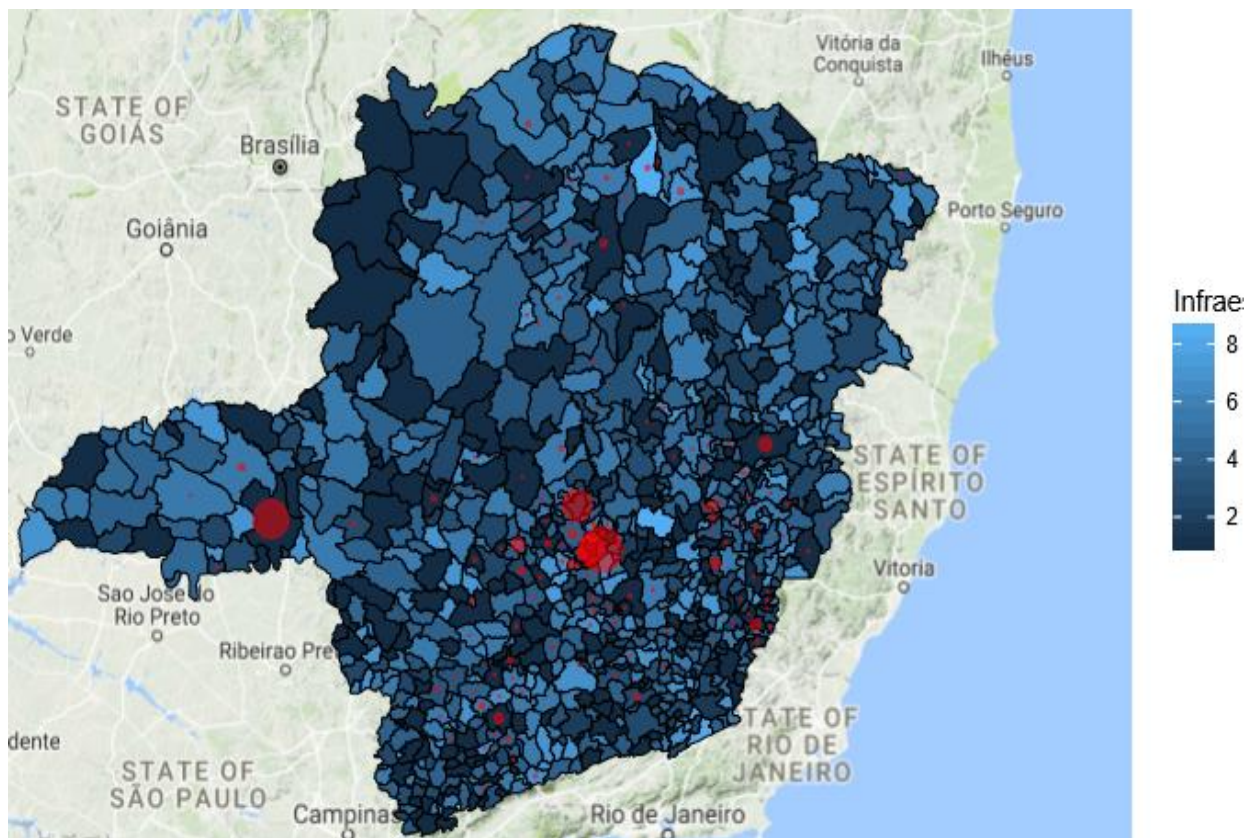 Vitória da
Conquista
Ilhéus
STATE OF
GOIÁS
Brasília
Porto Seguro
Goiânia
Infraes
8
6
4
2
o Verde
STATE OF
ESPÍRITO
SANTO
Vitoria
Sao Jose do
Rio Preto
Ribeirao Pre
STATE OF
SÃO PAULO
TATE OF
RIO DE
JANEIRO
dente
Campinas
Rio de Janeiro